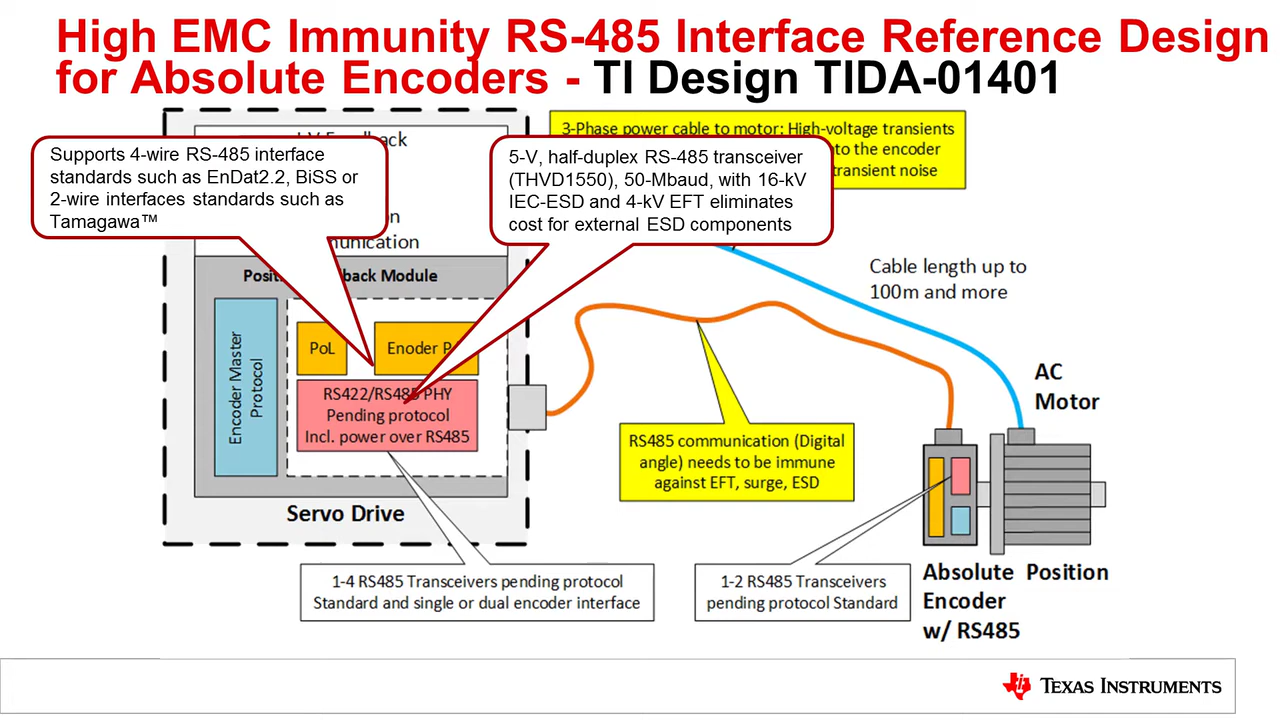 High EMC Immunity RS-485 Interface Reference Design
for Absolute Encoders - TI Design TIDA-01401
Supports 4-wire RS-485 interface
standards such as EnDat2.2, BiSS or
2-wire interfaces standards such as
Tamagawa™
5-V, half-duplex RS-485 transceiver
(THVD1550), 50-Mbaud, with 16-kV
IEC-ESD and 4-kV EFT eliminates
cost for external ESD components
3-Phase power cable to motor: High-voltage transients
to the encoder
transient noise
Cable length up to
100m and more
Module
Encoder Master
Protocol
PoL
Enoder
RS422/RS485 PHY
Pending protocol
Incl. power over RS485
Servo Drive
RS485 communication (Digital
angle) needs to be immune
against EFT, surge, ESD
AC
Motor
1-4 RS485 Transceivers pending protocol
Standard and single or dual encoder interface
1-2 RS485 Transceivers
pending protocol Standard
Absolute Position
Encoder
w/ RS485
TEXAS INSTRUMENTS